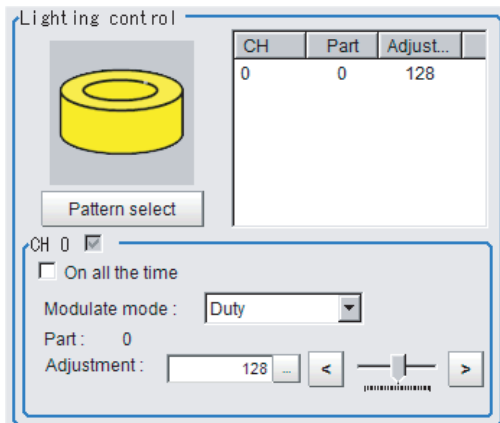 Lighting control
CH Part Adjust...
0 0 128
Pattern select
CH 0
On all the time
Modulate mode : Duty
Part : 0
Adjustment : 128 ... < >